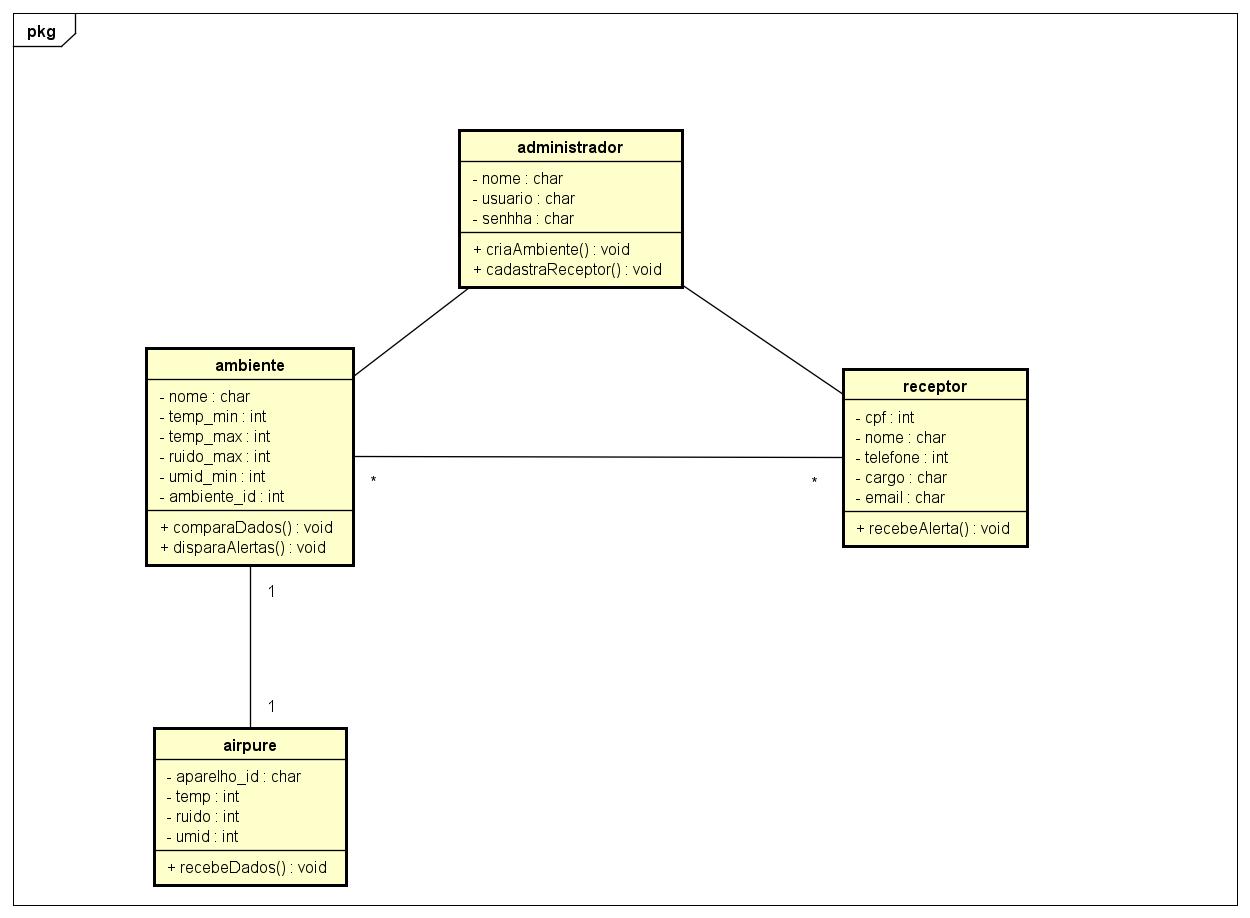 pkg
administrador
- nome : char
- usuario : char
- senhha : char
+ criaAmbiente() : void
+ cadastraReceptor() : void
ambiente
- nome : char
- temp_min : int
- temp_max : int
- ruido_max : int
- umid_min : int
- ambiente_id : int
+ comparaDados() : void
+ disparaAlertas() : void
receptor
- cpf : int
- nome : char
- telefone : int
- cargo : char
- email : char
+ recebeAlerta() : void
*
*
1
1
airpure
- aparelho_id : char
- temp : int
- ruido : int
- umid : int
+ recebeDados() : void